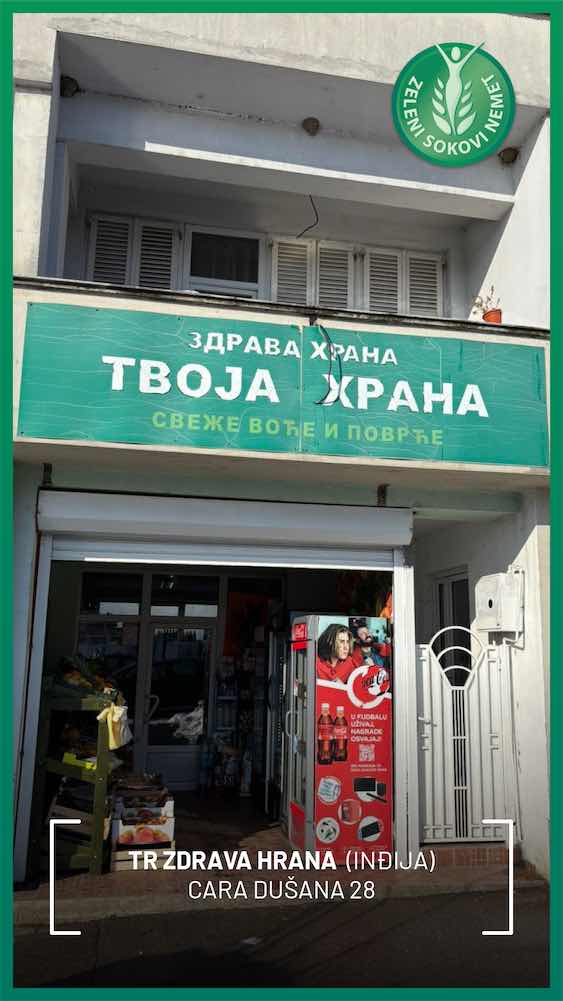 ZELENI SOKOVI NEMET
ЗДРАВА ХРАНА
ТВОЈА ХРАНА
СВЕЖЕ ВОЋЕ И ПОВРЋЕ
U FUDBALU
UŽIVAJ,
NAGRADE
OSVAJAJ!
TR ZDRAVA HRANA (INĐIJA)
CARA DUŠANA 28